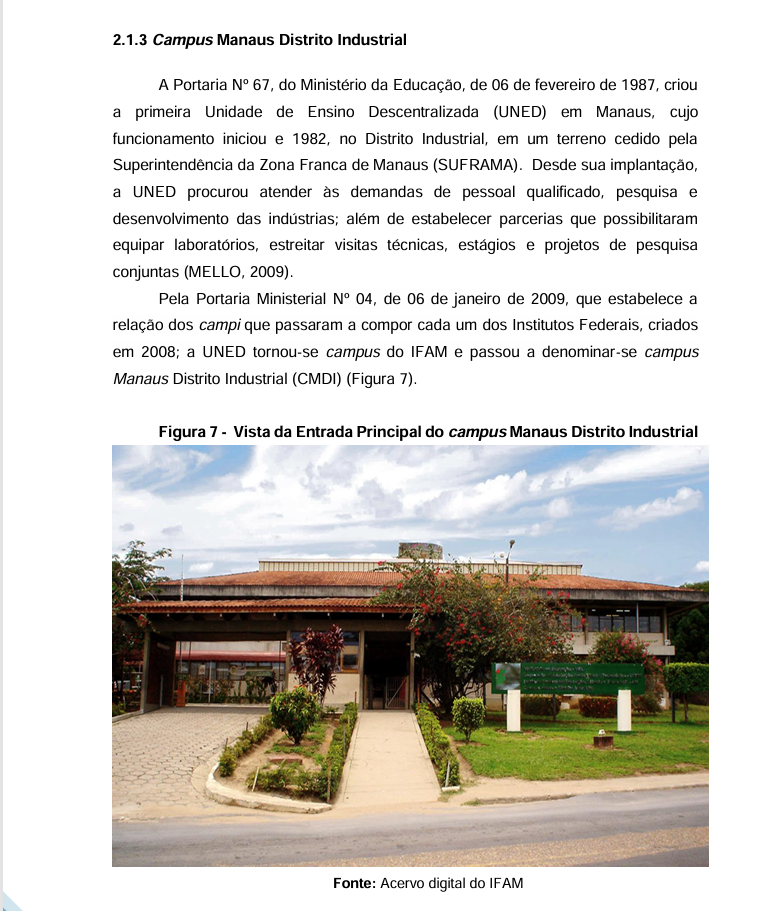 2.1.3 Campus Manaus Distrito Industrial
A Portaria Nº 67, do Ministério da Educação, de 06 de fevereiro de 1987, criou
a primeira Unidade de Ensino Descentralizada (UNED) em Manaus, cujo
funcionamento iniciou e 1982, no Distrito Industrial, em um terreno cedido pela
Superintendência da Zona Franca de Manaus (SUFRAMA). Desde sua implantação,
a UNED procurou atender às demandas de pessoal qualificado, pesquisa e
desenvolvimento das indústrias; além de estabelecer parcerias que possibilitaram
equipar laboratórios, estreitar visitas técnicas, estágios e projetos de pesquisa
conjuntas (MELLO, 2009).
Pela Portaria Ministerial Nº 04, de 06 de janeiro de 2009, que estabelece a
relação dos campi que passaram a compor cada um dos Institutos Federais, criados
em 2008; a UNED tornou-se campus do IFAM e passou a denominar-se campus
Manaus Distrito Industrial (CMDI) (Figura 7).
Figura 7 - Vista da Entrada Principal do campus Manaus Distrito Industrial
Fonte: Acervo digital do IFAM